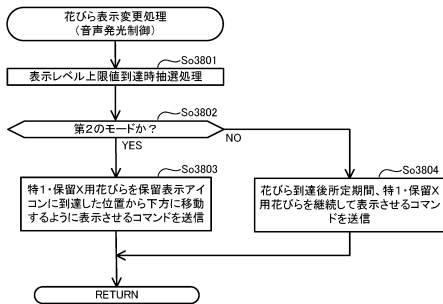 花びら表示変更処理
(音声発光制御)
So3801
表示レベル上限値到達時抽選処理
So3802
第2のモードか?
YES
NO
So3803
特1・保留X用花びらを保留表示アイ
コンに到達した位置から下方に移動
するように表示させるコマンドを送信
So3804
花びら到達後所定期間、特1・保留X
用花びらを継続して表示させるコマン
ドを送信
RETURN